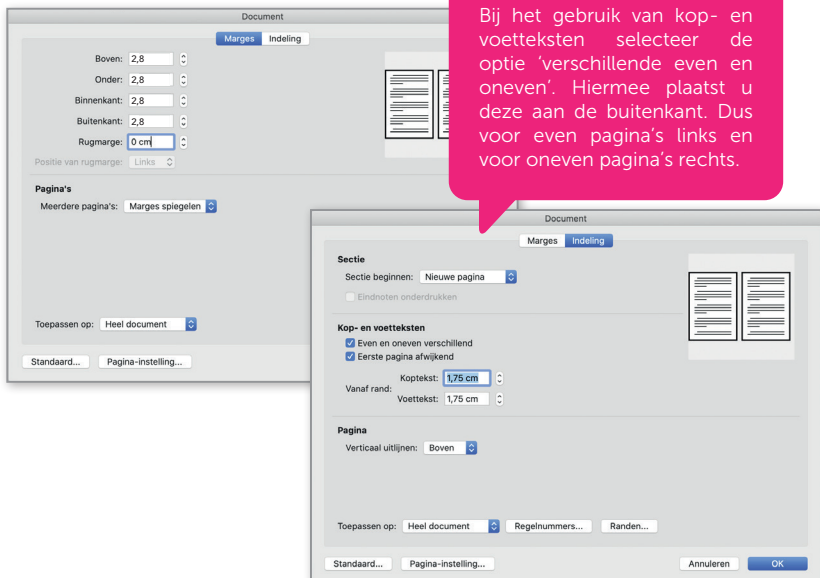 Document
Marges Indeling
Boven: 2,8
Onder: 2,8
Binnenkant: 2,8
Buitenkant: 2,8
Rugmarge: 0 cm
Positie van rugmarge: Links
Pagina's
Meerdere pagina's: Marges spiegelen
Toepassen op: Heel document
Standaard... Pagina-instelling...
Bij het gebruik van kop- en
voetteksten selecteer de
optie ‘verschillende even en
oneven’. Hiermee plaatst u
deze aan de buitenkant. Dus
voor even pagina’s links en
voor oneven pagina’s rechts.
Document
Marges Indeling
Sectie
Sectie beginnen: Nieuwe pagina
Eindnoten onderdrukken
Kop- en voetteksten
Even en oneven verschillend
Eerste pagina afwijkend
Koptekst: 1,75 cm
Vanaf rand:
Voettekst: 1,75 cm
Pagina
Verticaal uitlijnen: Boven
Toepassen op: Heel document Regelnummers... Randen...
Standaard... Pagina-instelling... Annuleren OK